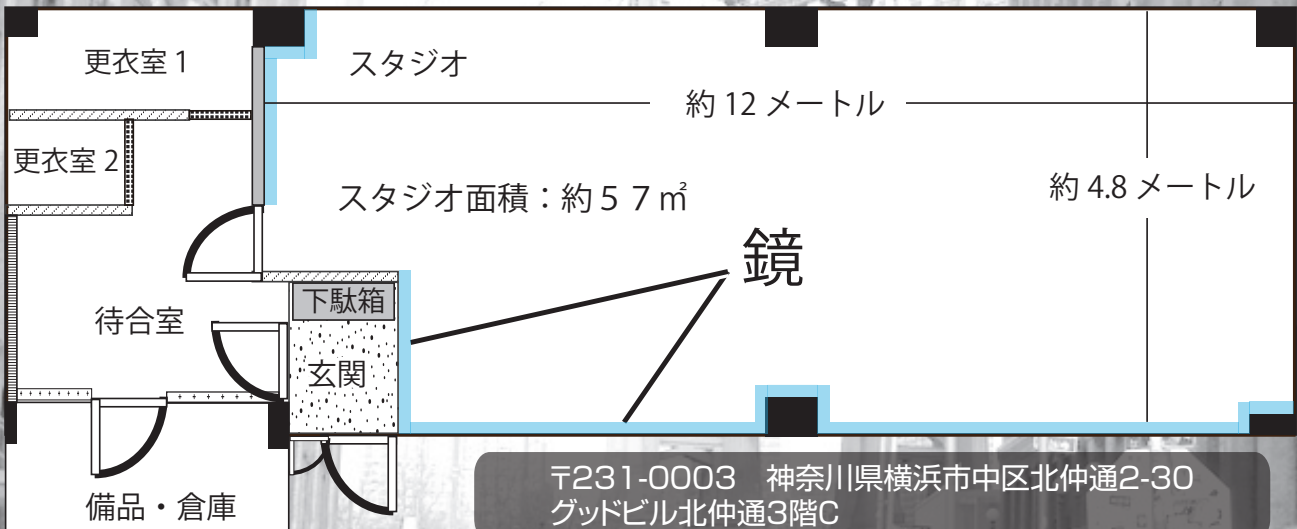 更衣室 1
スタジオ
約 12 メートル
更衣室 2
スタジオ面積：約５７㎡
約 4.8 メートル
鏡
下駄箱
待合室
玄関
備品・倉庫
〒231-0003　神奈川県横浜市中区北仲通2-30
グッドビル北仲通3階C